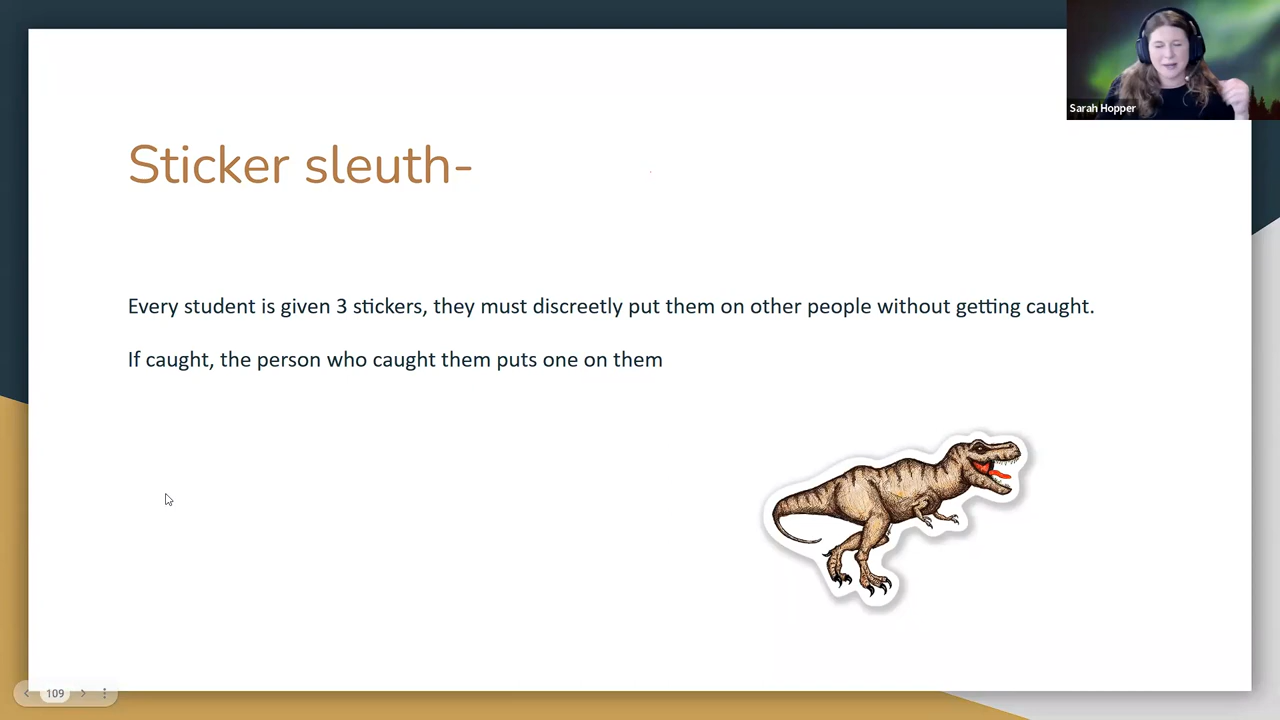 Sarah Hopper
Sticker sleuth-
Every student is given 3 stickers, they must discreetly put them on other people without getting caught.
If caught, the person who caught them puts one on them
109